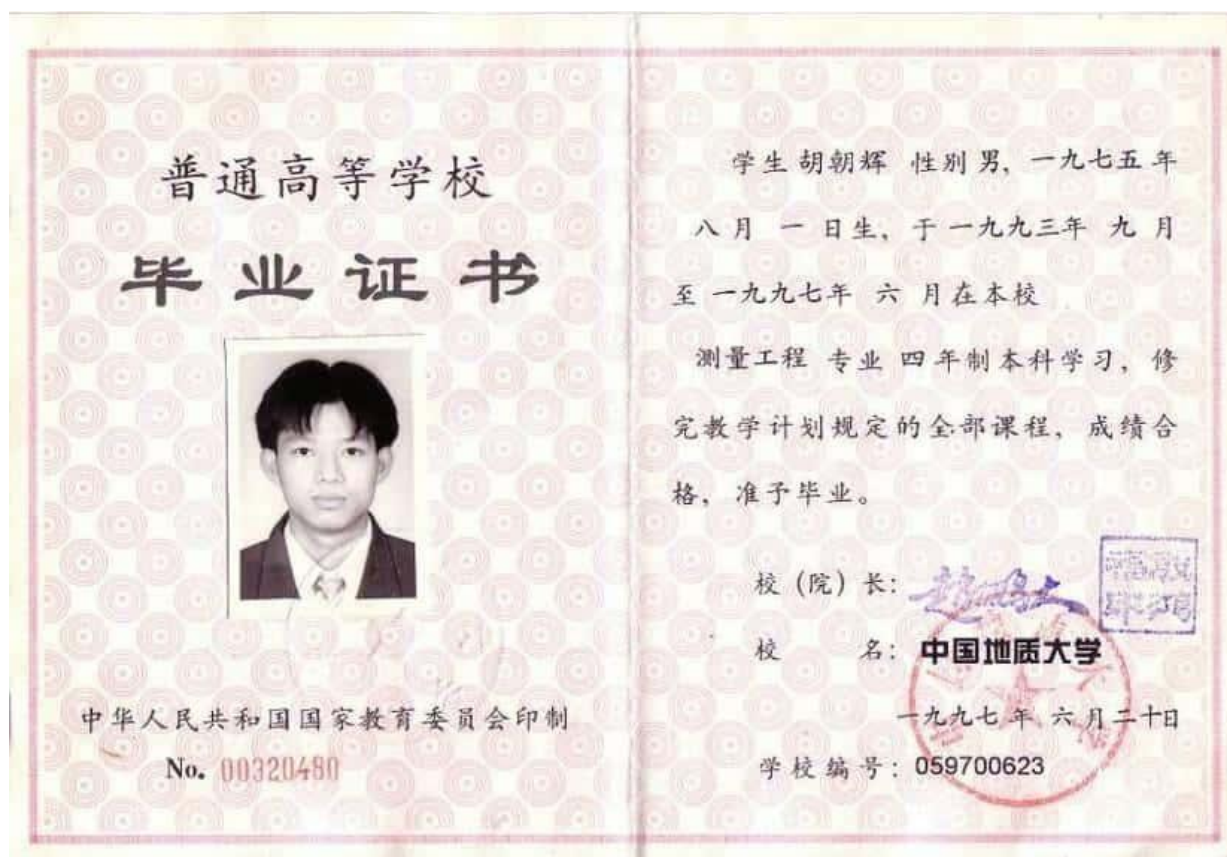 普通高等学校
毕业证书
中华人民共和国国家教育委员会印制
No. 00320480
学生 胡朝辉 性别 男, 一九七五年
八月 一 日生, 于一九九三年 九 月
至 一九九七年 六 月在本校
测量工程 专业 四年制本科学习, 修
完教学计划规定的全部课程, 成绩合
格, 准予毕业。
校（院）长: 赵鹏大
校 名: 中国地质大学
一九九七 年 六 月二十日
学校编号: 059700623